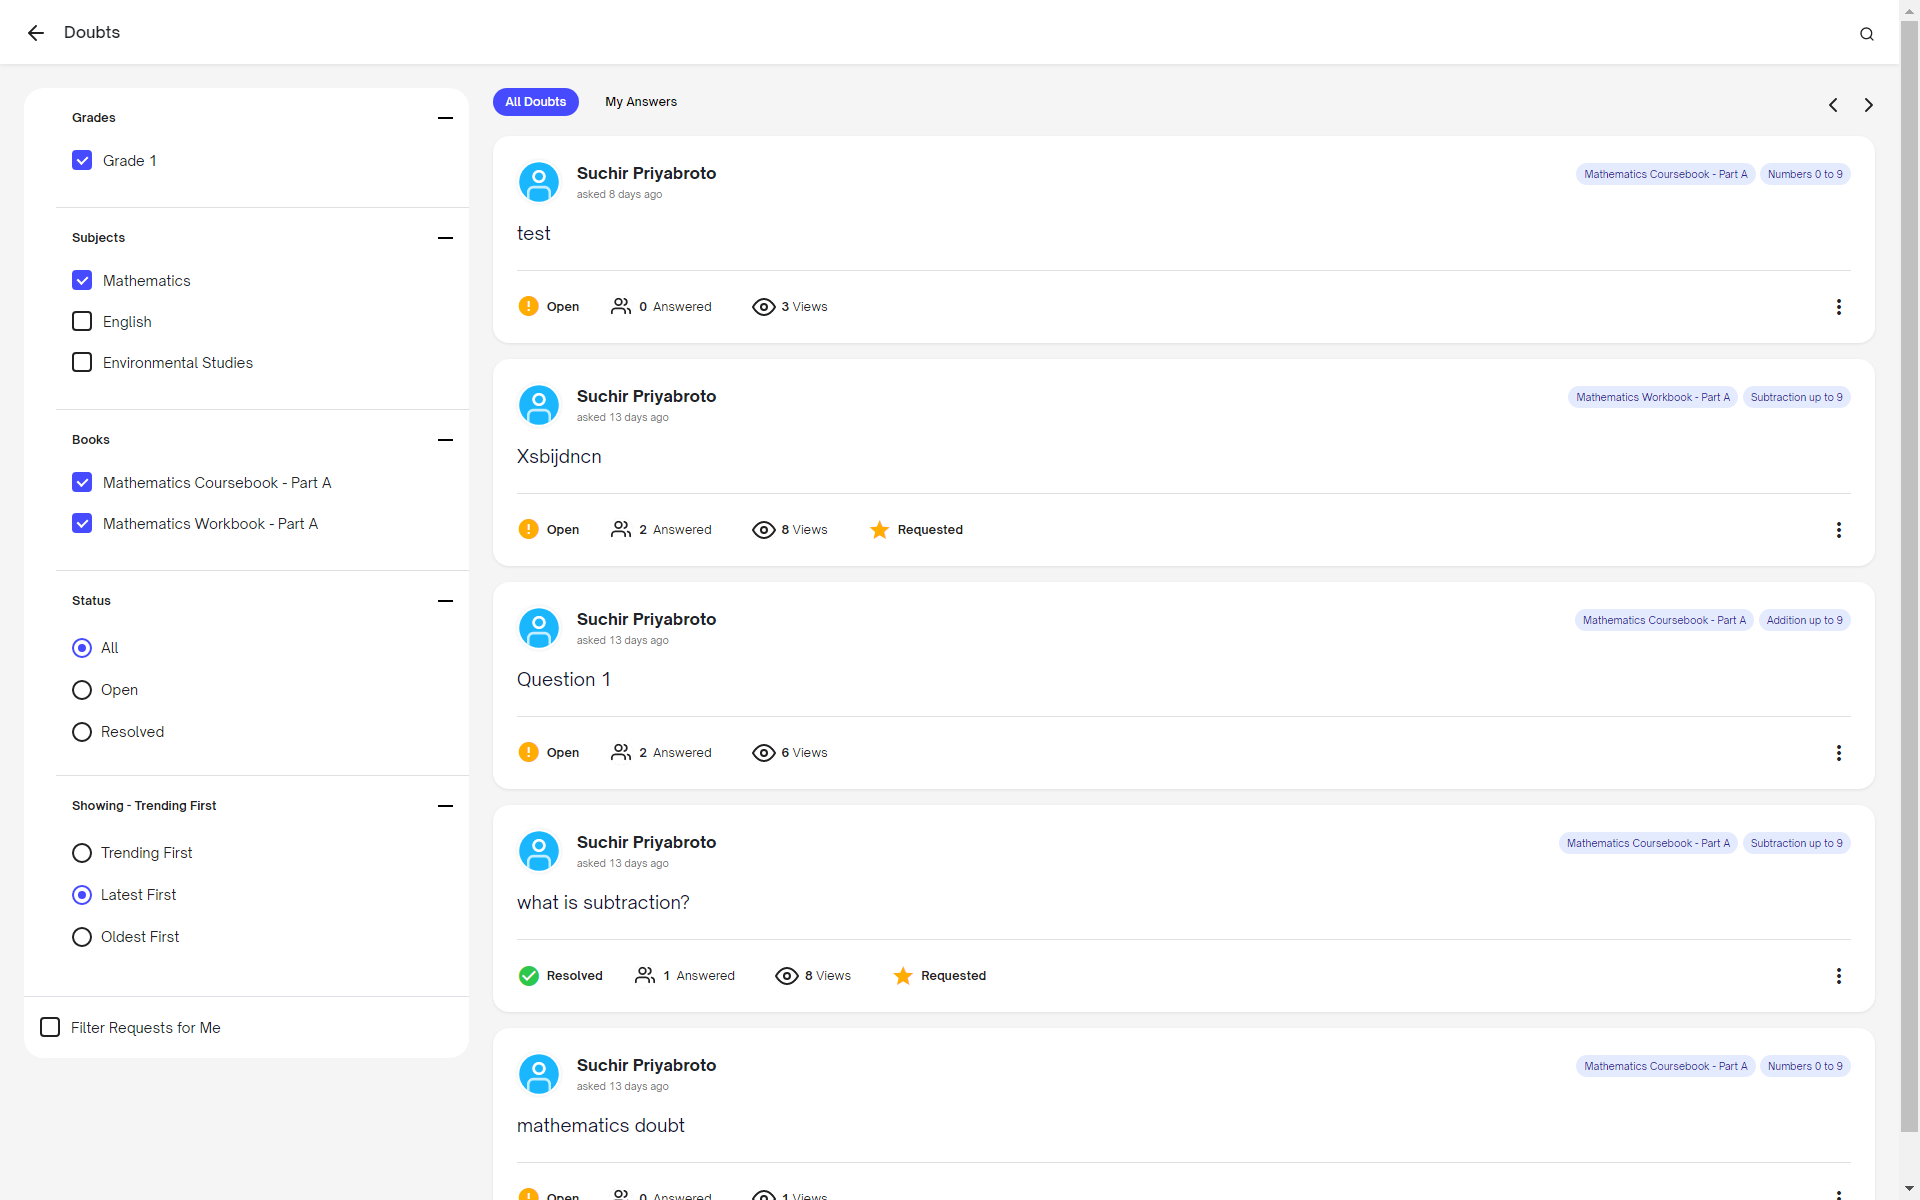 Doubts
Grades
Grade 1
Subjects
Mathematics
English
Environmental Studies
Books
Mathematics Coursebook - Part A
Mathematics Workbook - Part A
Status
All
Open
Resolved
Showing - Trending First
Trending First
Latest First
Oldest First
Filter Requests for Me
All Doubts My Answers
Suchir Priyabroto Mathematics Coursebook - Part A Numbers 0 to 9
asked 8 days ago
test
Open 0 Answered 3 Views
Suchir Priyabroto Mathematics Workbook - Part A Subtraction up to 9
asked 13 days ago
Xsbijdncn
Open 2 Answered 8 Views Requested
Suchir Priyabroto Mathematics Coursebook - Part A Addition up to 9
asked 13 days ago
Question 1
Open 2 Answered 6 Views
Suchir Priyabroto Mathematics Coursebook - Part A Subtraction up to 9
asked 13 days ago
what is subtraction?
Resolved 1 Answered 8 Views Requested
Suchir Priyabroto Mathematics Coursebook - Part A Numbers 0 to 9
asked 13 days ago
mathematics doubt
Open 0 Answered 1 Views